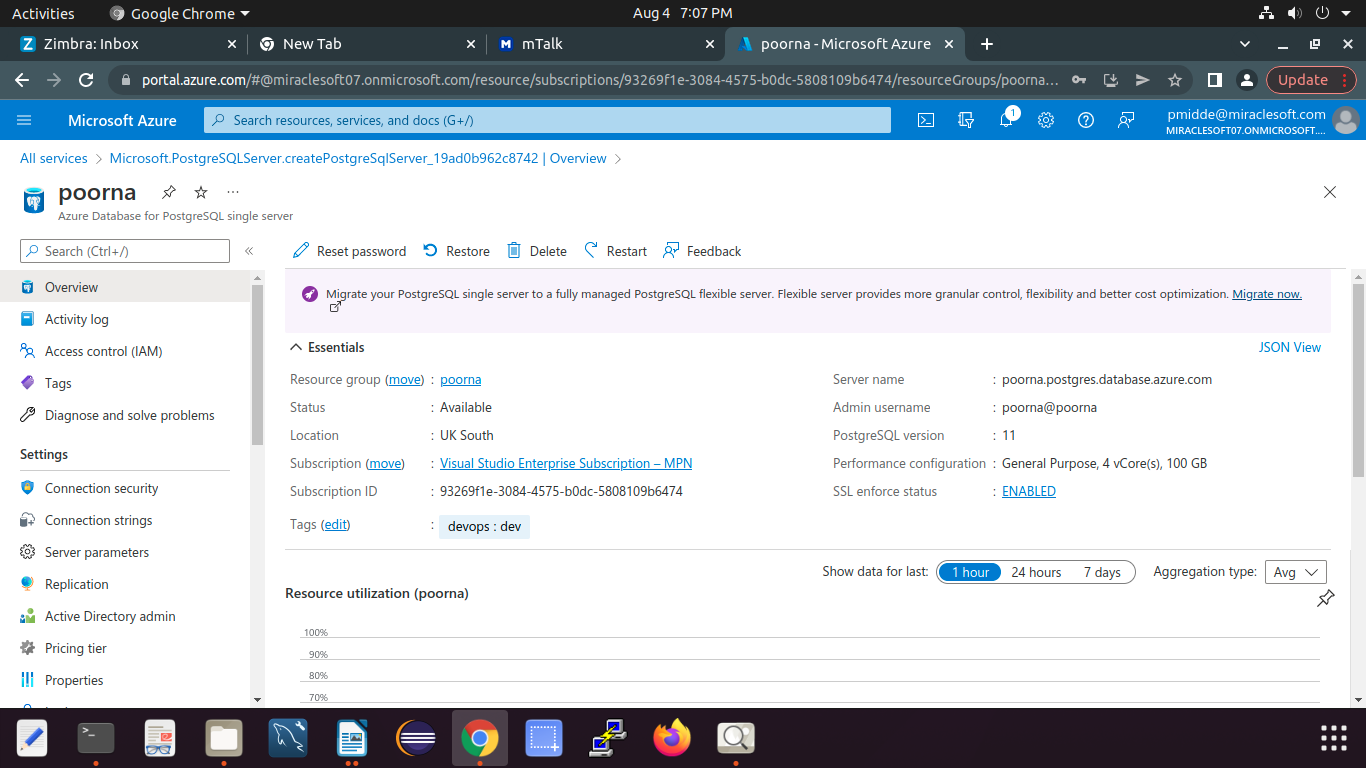 Activities
Google Chrome
Aug 4 7:07 PM
Zimbra: Inbox
New Tab
mTalk
poorna - Microsoft Azure
portal.azure.com/#@miraclesoft07.onmicrosoft.com/resource/subscriptions/93269f1e-3084-4575-b0dc-5808109b6474/resourceGroups/poorna…
Update
Microsoft Azure
Search resources, services, and docs (G+/)
1
pmidde@miraclesoft.com
MIRACLESOFT07.ONMICROSOFT....
All services > Microsoft.PostgreSQLServer.createPostgreSqlServer_19ad0b962c8742 | Overview >
poorna
Azure Database for PostgreSQL single server
Search (Ctrl+/)
Reset password
Restore
Delete
Restart
Feedback
Overview
Activity log
Access control (IAM)
Tags
Diagnose and solve problems
Settings
Connection security
Connection strings
Server parameters
Replication
Active Directory admin
Pricing tier
Properties
Migrate your PostgreSQL single server to a fully managed PostgreSQL flexible server. Flexible server provides more granular control, flexibility and better cost optimization. Migrate now.
Essentials
JSON View
Resource group (move) : poorna
Status : Available
Location : UK South
Subscription (move) : Visual Studio Enterprise Subscription – MPN
Subscription ID : 93269f1e-3084-4575-b0dc-5808109b6474
Tags (edit) : devops : dev
Server name : poorna.postgres.database.azure.com
Admin username : poorna@poorna
PostgreSQL version : 11
Performance configuration : General Purpose, 4 vCore(s), 100 GB
SSL enforce status : ENABLED
Show data for last: 1 hour 24 hours 7 days Aggregation type: Avg
Resource utilization (poorna)
100%
90%
80%
70%